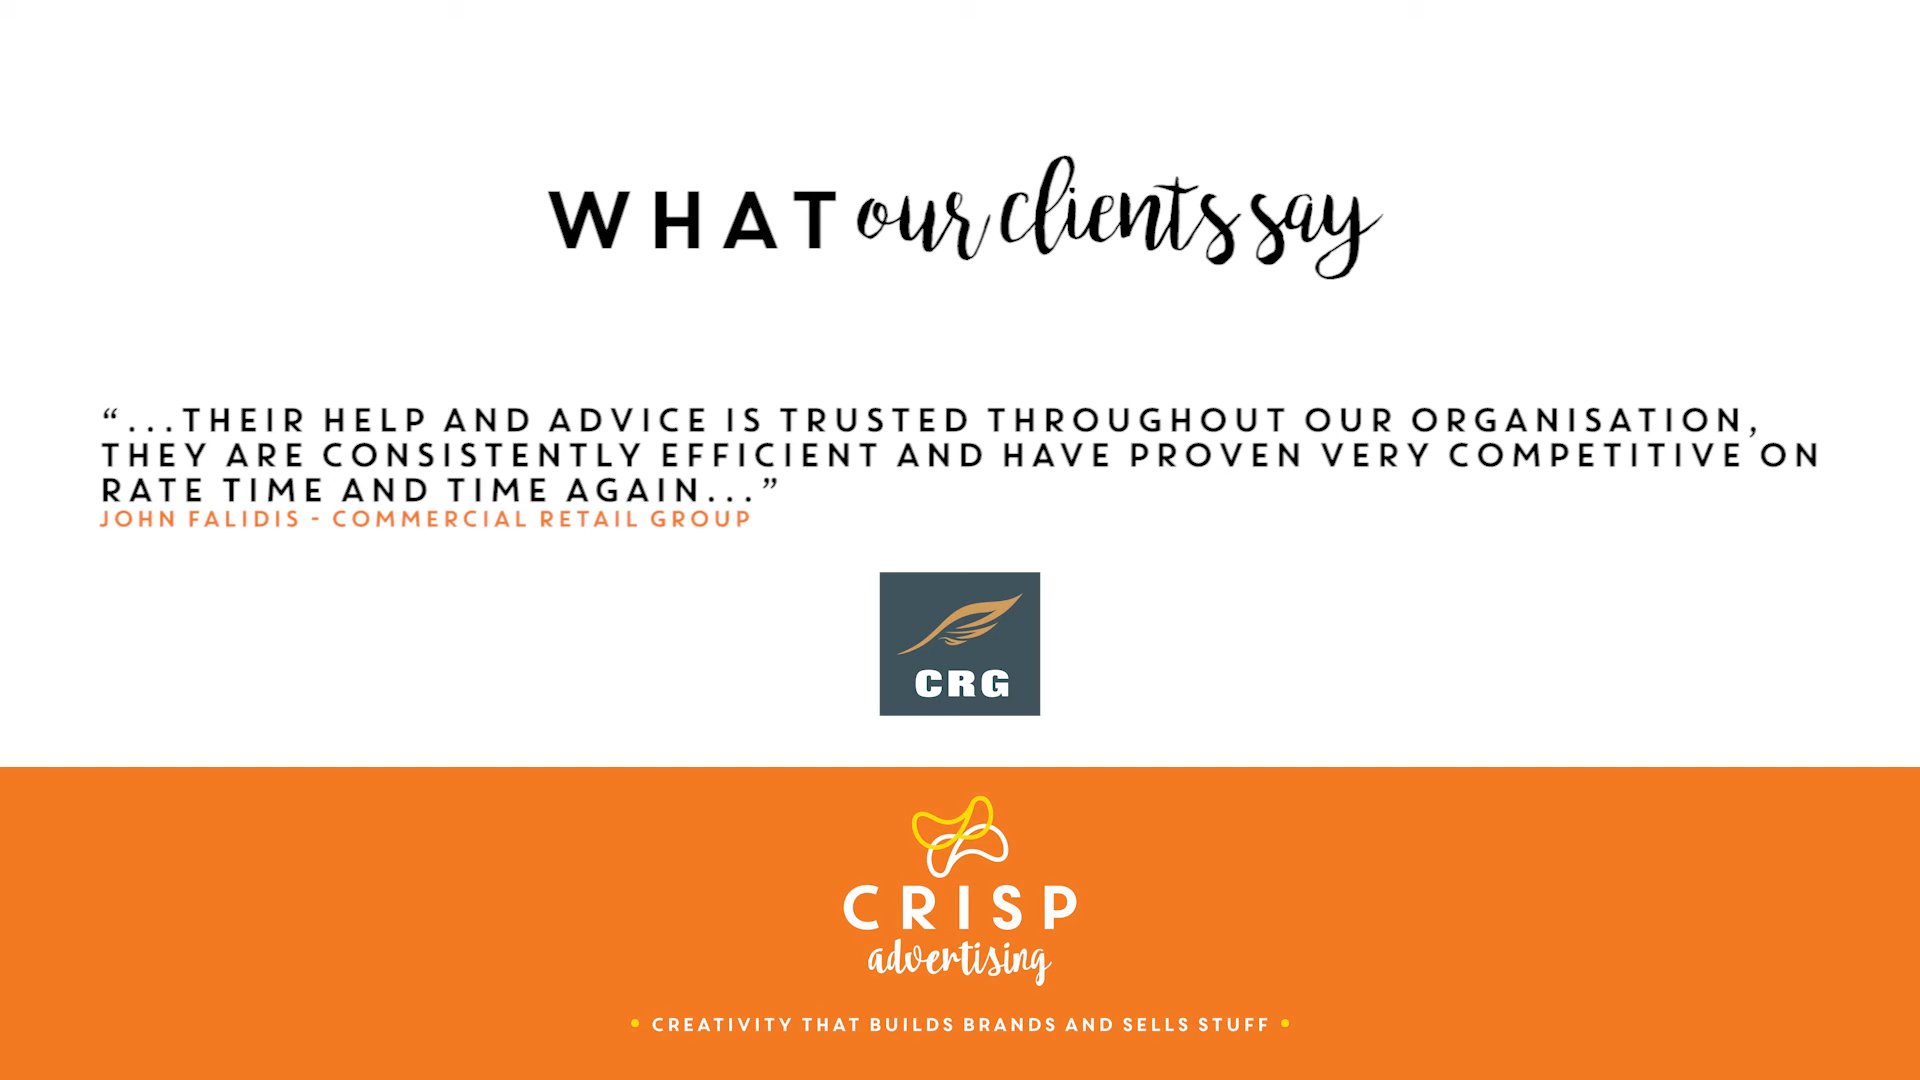 WHAT our clients say
“...THEIR HELP AND ADVICE IS TRUSTED THROUGHOUT OUR ORGANISATION,
THEY ARE CONSISTENTLY EFFICIENT AND HAVE PROVEN VERY COMPETITIVE ON
RATE TIME AND TIME AGAIN...”
JOHN FALIDIS - COMMERCIAL RETAIL GROUP
CRG
CRISP
advertising
• CREATIVITY THAT BUILDS BRANDS AND SELLS STUFF •